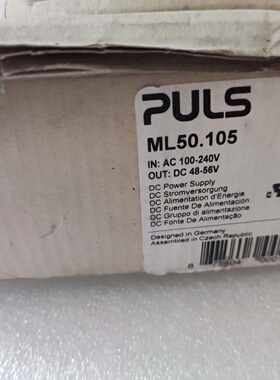 PULS
ML50.105
IN: AC 100-240V
OUT: DC 48-56V
DC Power Supply
DC Stromversorgung
DC Alimentation d'Energie
DC Fuente De Alimentación
DC Gruppo di alimentazione
DC Fonte De Alimentação
Designed in Germany
Assembled in Czech Republic